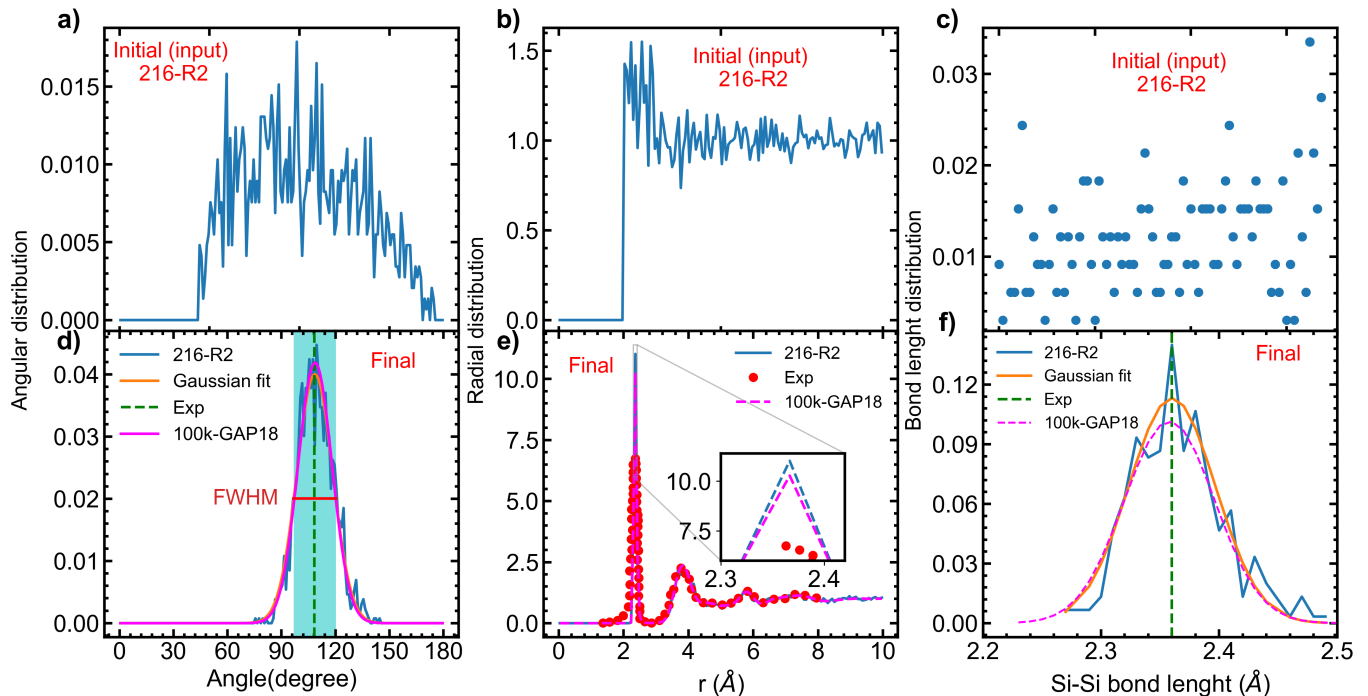 a)
Initial (input)
216-R2
0.015
0.010
0.005
0.000
Angular distribution
b)
Initial (input)
216-R2
1.5
1.0
0.5
0.0
Radial distribution
c)
Initial (input)
216-R2
0.03
0.02
0.01
Bond lenght distribution
d)
216-R2
Gaussian fit
Exp
100k-GAP18
Final
FWHM
0.04
0.03
0.02
0.01
0.00
0 30 60 90 120 150 180
Angle(degree)
e)
Final
216-R2
Exp
100k-GAP18
10.0
7.5
5.0
2.5
0.0
10.0
7.5
2.3 2.4
0 2 4 6 8 10
r (Å)
f)
216-R2
Gaussian fit
Exp
100k-GAP18
Final
0.12
0.09
0.06
0.03
0.00
2.2 2.3 2.4 2.5
Si-Si bond lenght (Å)